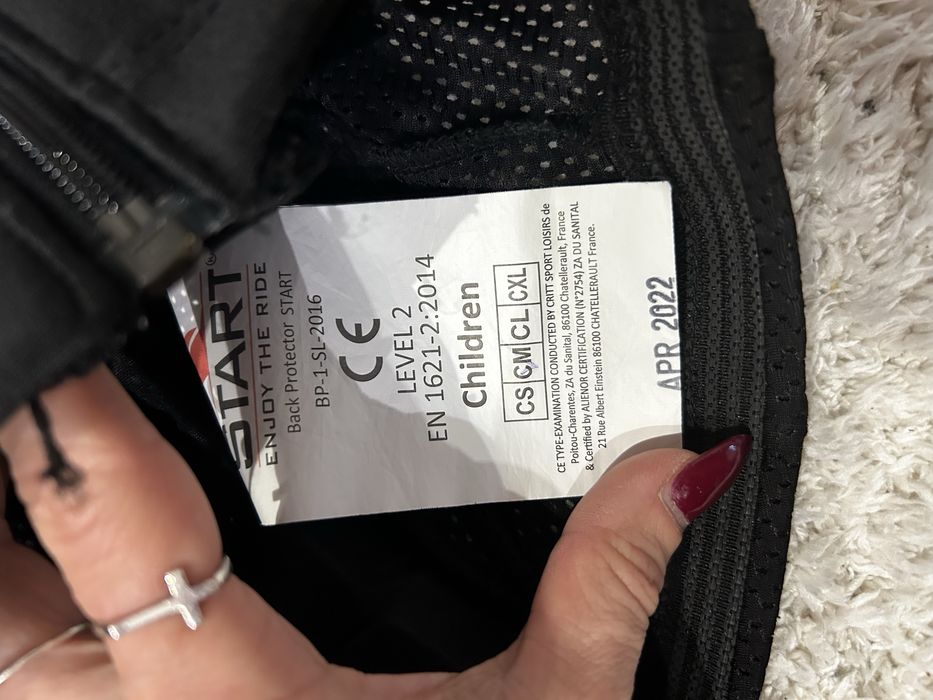 START®
ENJOY THE RIDE
Back Protector START
BP-1-SL-2016
CE
LEVEL 2
EN 1621-2:2014
Children
CS CM CL CXL
CE TYPE-EXAMINATION CONDUCTED BY CRITT SPORT LOISIRS de
Poitou-Charentes, ZA du Sanital, 86100 Chatellerault, France
& Certified by ALIENOR CERTIFICATION (N°2754) ZA DU SANITAL
21 Rue Albert Einstein 86100 CHATELLERAULT France.
APR 2022